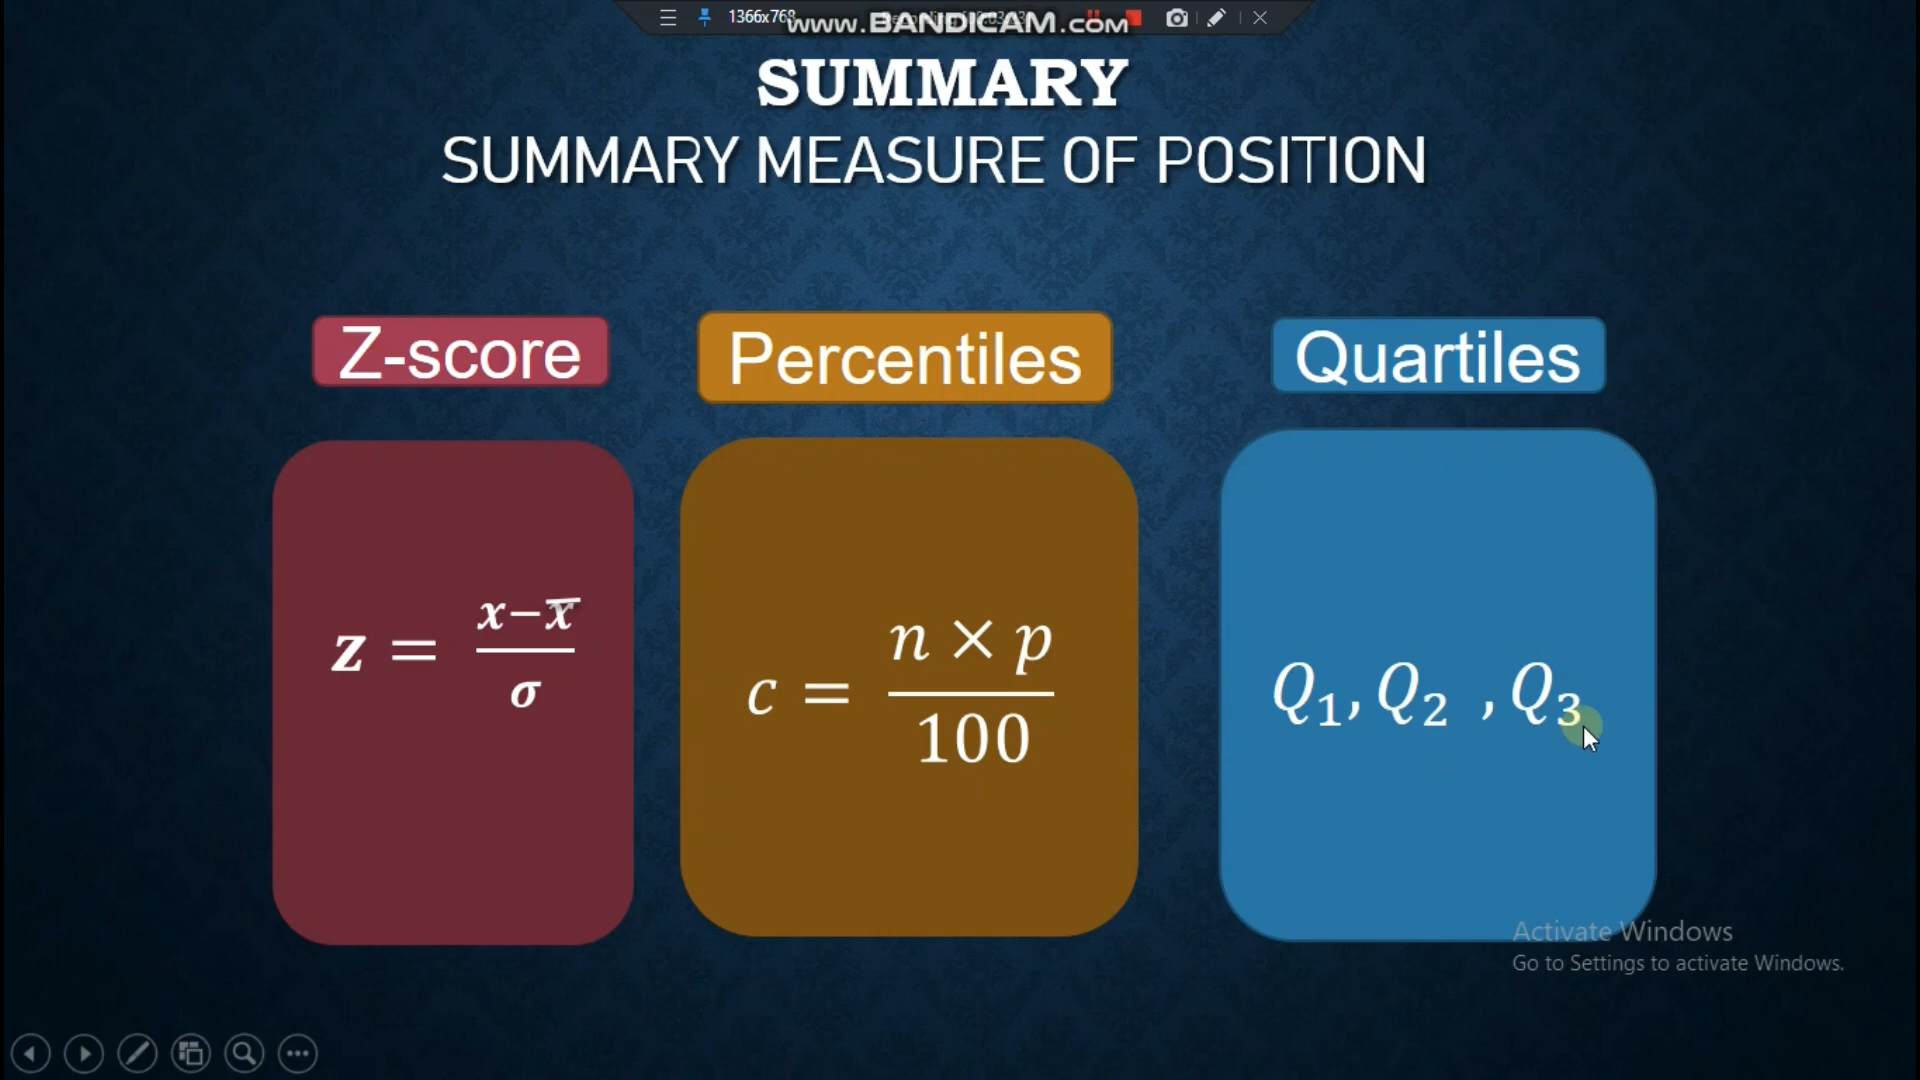 1366x768
www.BANDICAM.com
SUMMARY
SUMMARY MEASURE OF POSITION
Z-score
Percentiles
Quartiles
z = (x−x̅)/σ
c = (n × p)/100
Q₁, Q₂ , Q₃
Activate Windows
Go to Settings to activate Windows.